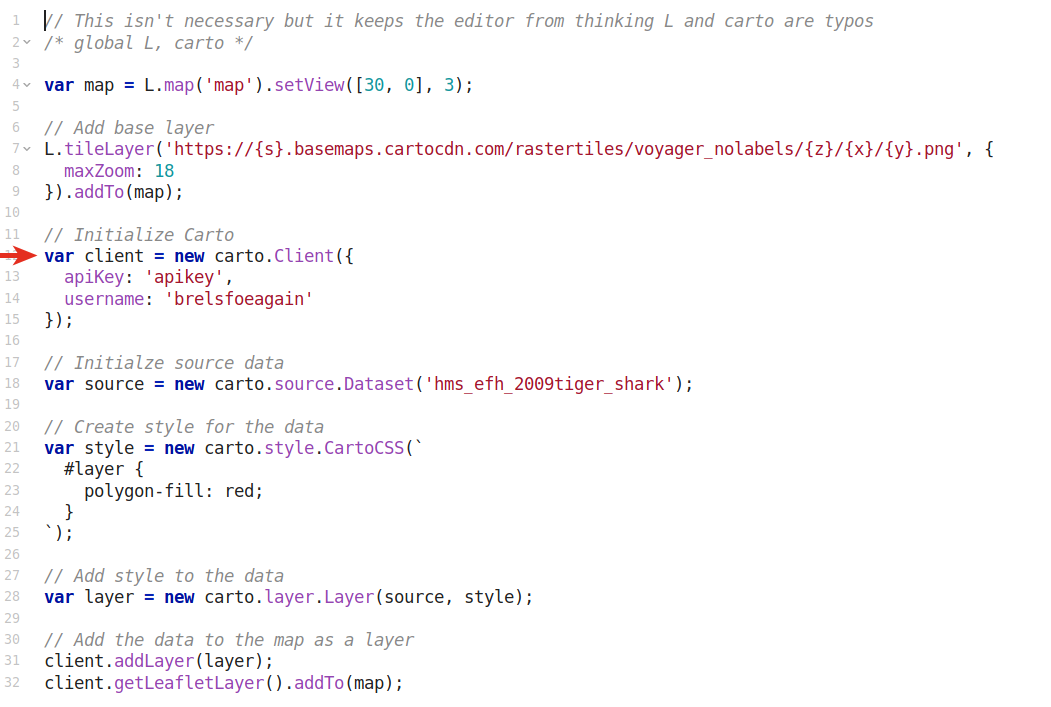 1 // This isn't necessary but it keeps the editor from thinking L and carto are typos
2 /* global L, carto */
3
4 var map = L.map('map').setView([30, 0], 3);
5
6 // Add base layer
7 L.tileLayer('https://{s}.basemaps.cartocdn.com/rastertiles/voyager_nolabels/{z}/{x}/{y}.png', {
8   maxZoom: 18
9 }).addTo(map);
10
11 // Initialize Carto
var client = new carto.Client({
13   apiKey: 'apikey',
14   username: 'brelsfoeagain'
15 });
16
17 // Initialze source data
18 var source = new carto.source.Dataset('hms_efh_2009tiger_shark');
19
20 // Create style for the data
21 var style = new carto.style.CartoCSS(`
22   #layer {
23     polygon-fill: red;
24   }
25 `);
26
27 // Add style to the data
28 var layer = new carto.layer.Layer(source, style);
29
30 // Add the data to the map as a layer
31 client.addLayer(layer);
32 client.getLeafletLayer().addTo(map);